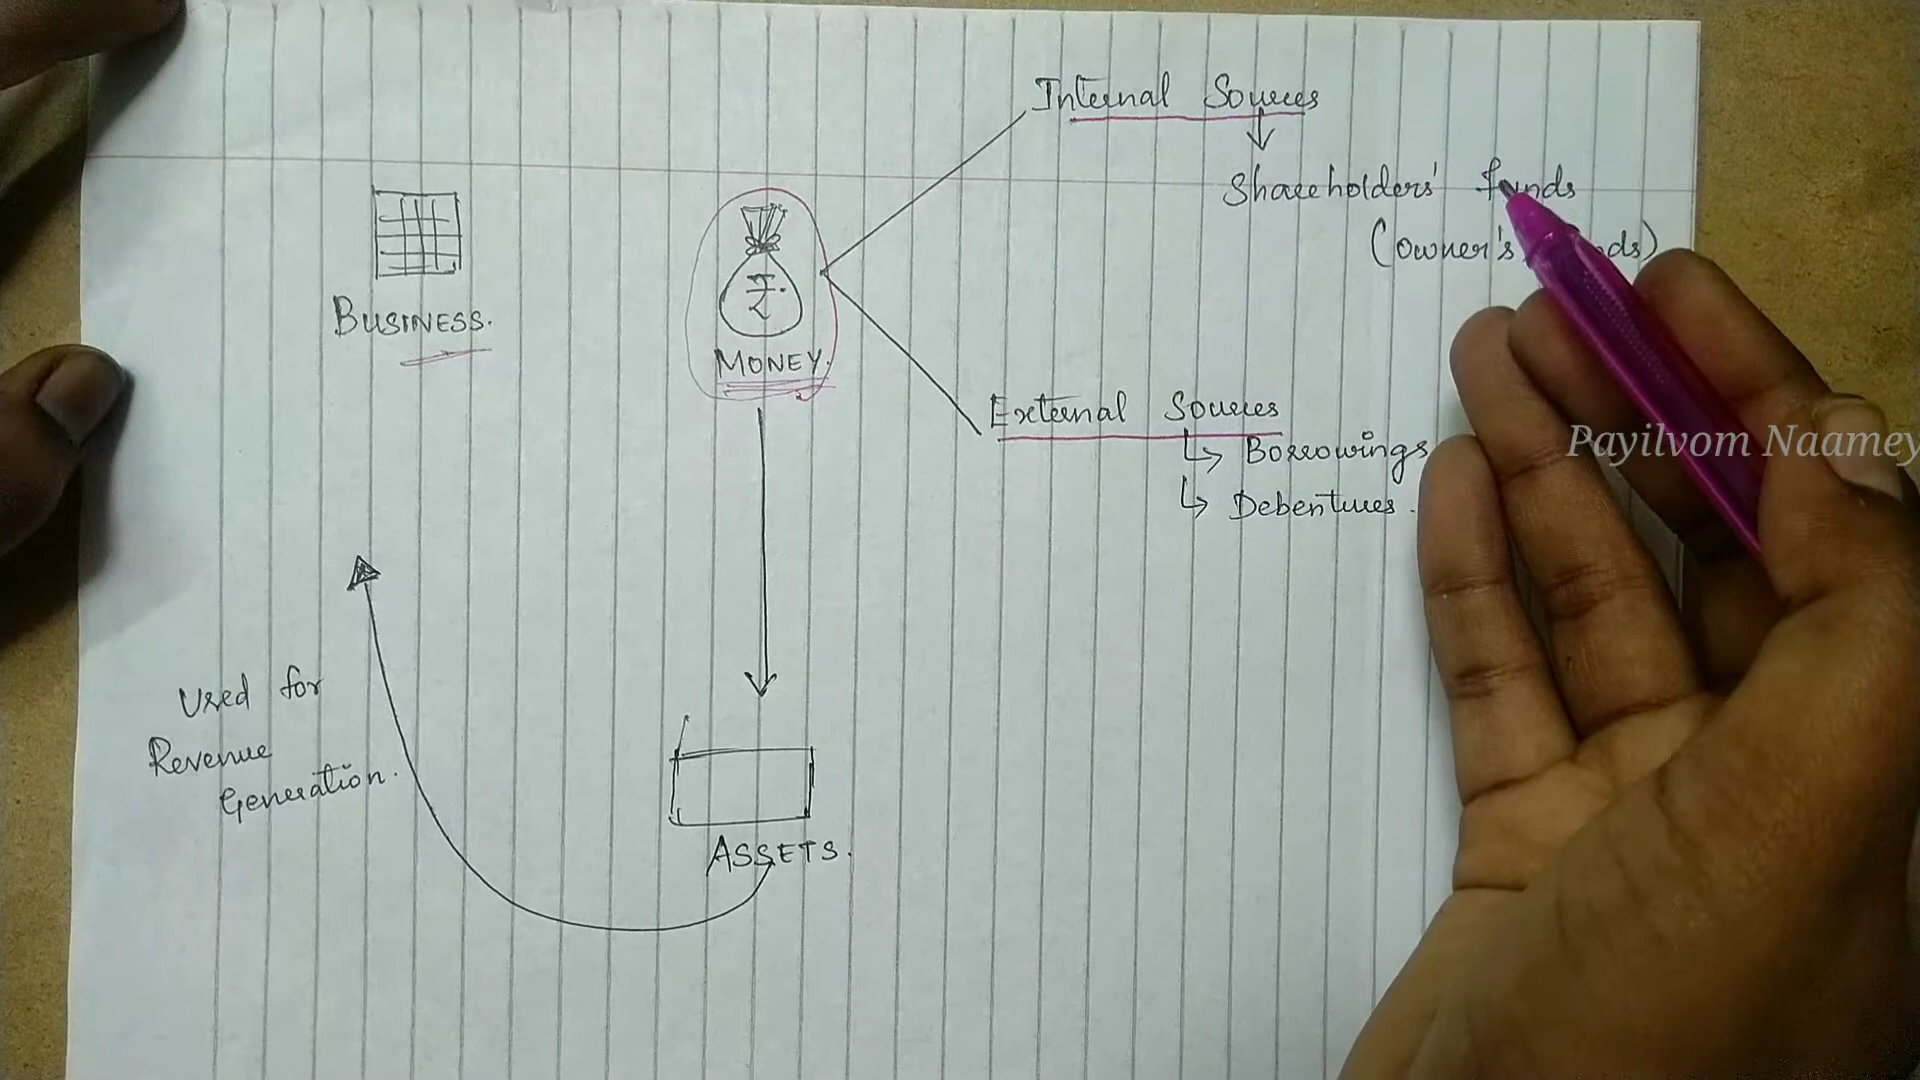 Internal Sources
Shareholders' funds
(owner's
BUSINESS.
₹
MONEY.
External Sources
Borrowings
Debentures.
Payilvom Naamey
Used for
Revenue
Generation.
ASSETS.